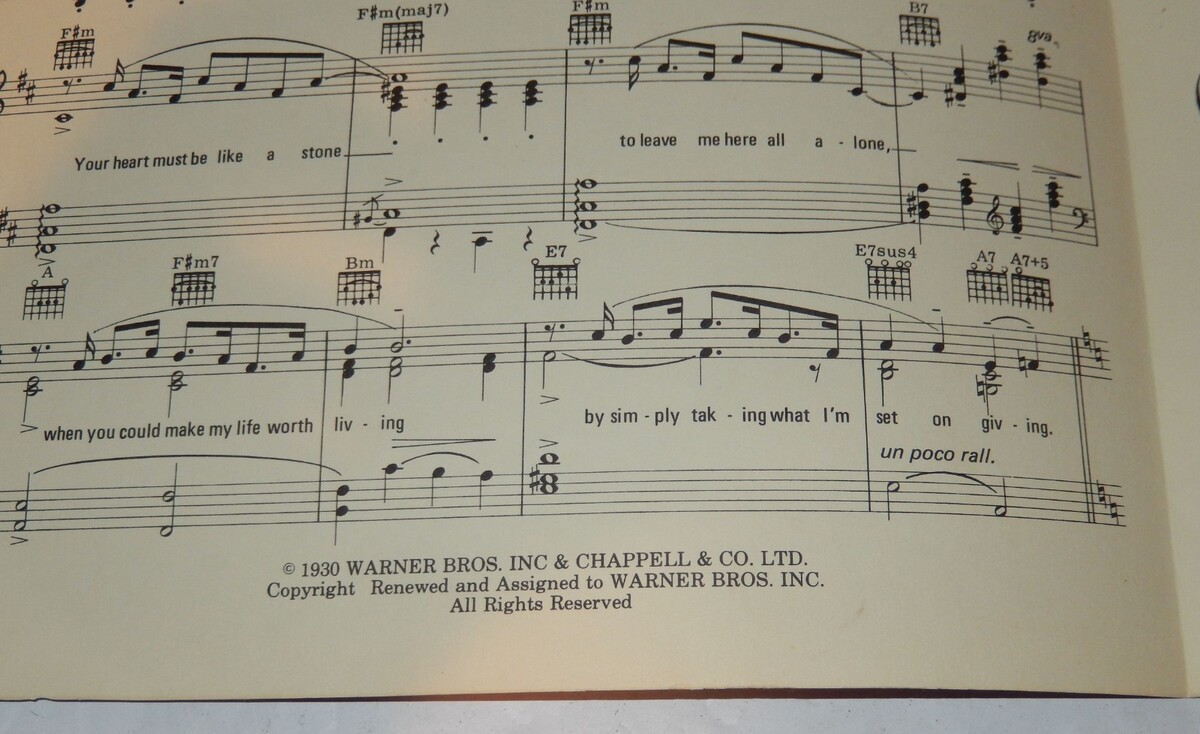 F#m F#m(maj7) F#m B7
8va
Your heart must be like a stone to leave me here all a - lone,
A F#m7 Bm E7 E7sus4 A7 A7+5
when you could make my life worth liv - ing by sim - ply tak - ing what I'm set on giv - ing.
un poco rall.
© 1930 WARNER BROS. INC & CHAPPELL & CO. LTD.
Copyright Renewed and Assigned to WARNER BROS. INC.
All Rights Reserved